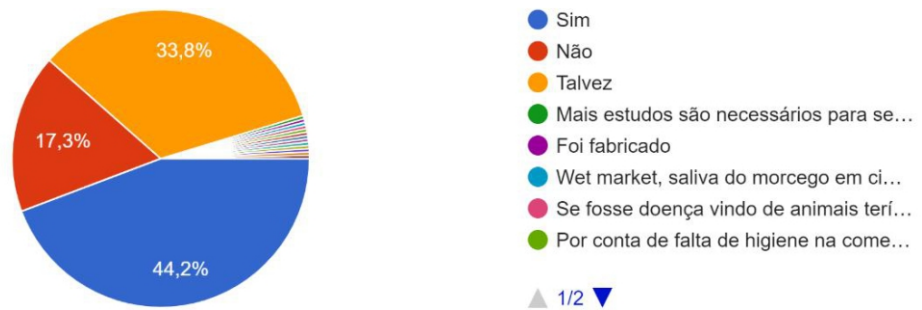 33,8%
17,3%
44,2%
Sim
Não
Talvez
Mais estudos são necessários para se…
Foi fabricado
Wet market, saliva do morcego em ci…
Se fosse doença vindo de animais terí…
Por conta de falta de higiene na come…
1/2